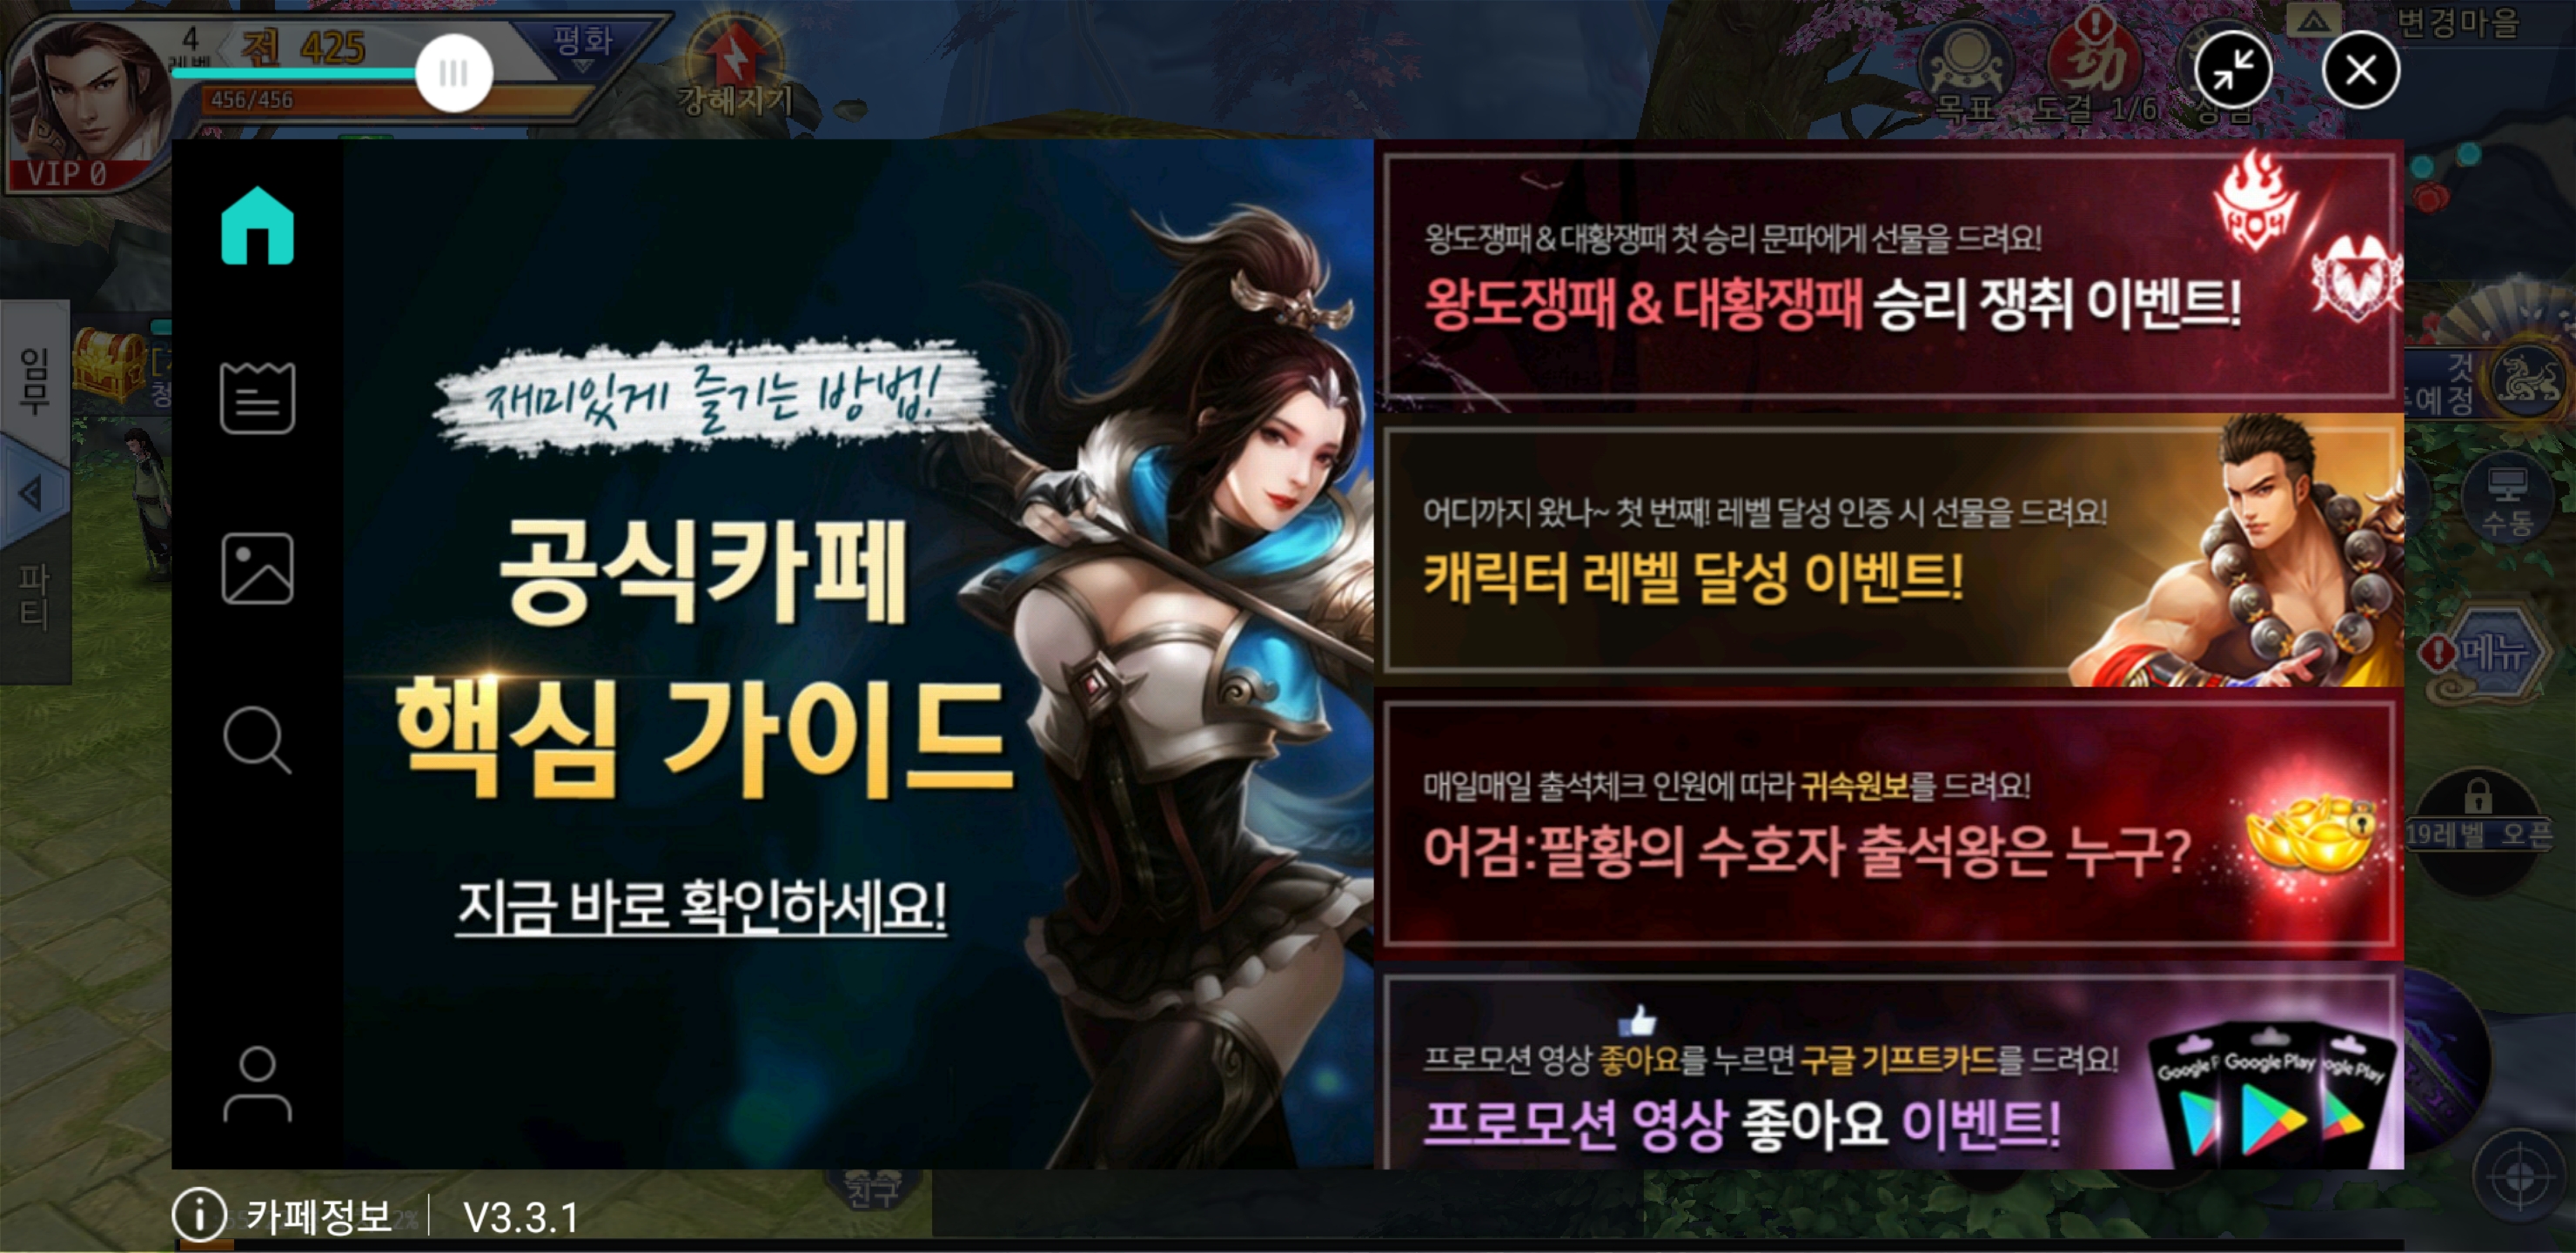 4
레벨
전 425
평화
456/456
VIP 0
강해지기
목표
도결 1/6
변경마을
임무
파티
재미있게 즐기는 방법!
공식카페
핵심 가이드
지금 바로 확인하세요!
왕도쟁패 & 대황쟁패 첫 승리 문파에게 선물을 드려요!
왕도쟁패 & 대황쟁패 승리 쟁취 이벤트!
어디까지 왔나~ 첫 번째! 레벨 달성 인증 시 선물을 드려요!
캐릭터 레벨 달성 이벤트!
매일매일 출석체크 인원에 따라 귀속원보를 드려요!
어검:팔황의 수호자 출석왕은 누구?
프로모션 영상 좋아요를 누르면 구글 기프트카드를 드려요!
프로모션 영상 좋아요 이벤트!
Google Play
것
예정
수동
메뉴
19레벨 오픈
친구
카페정보
V3.3.1